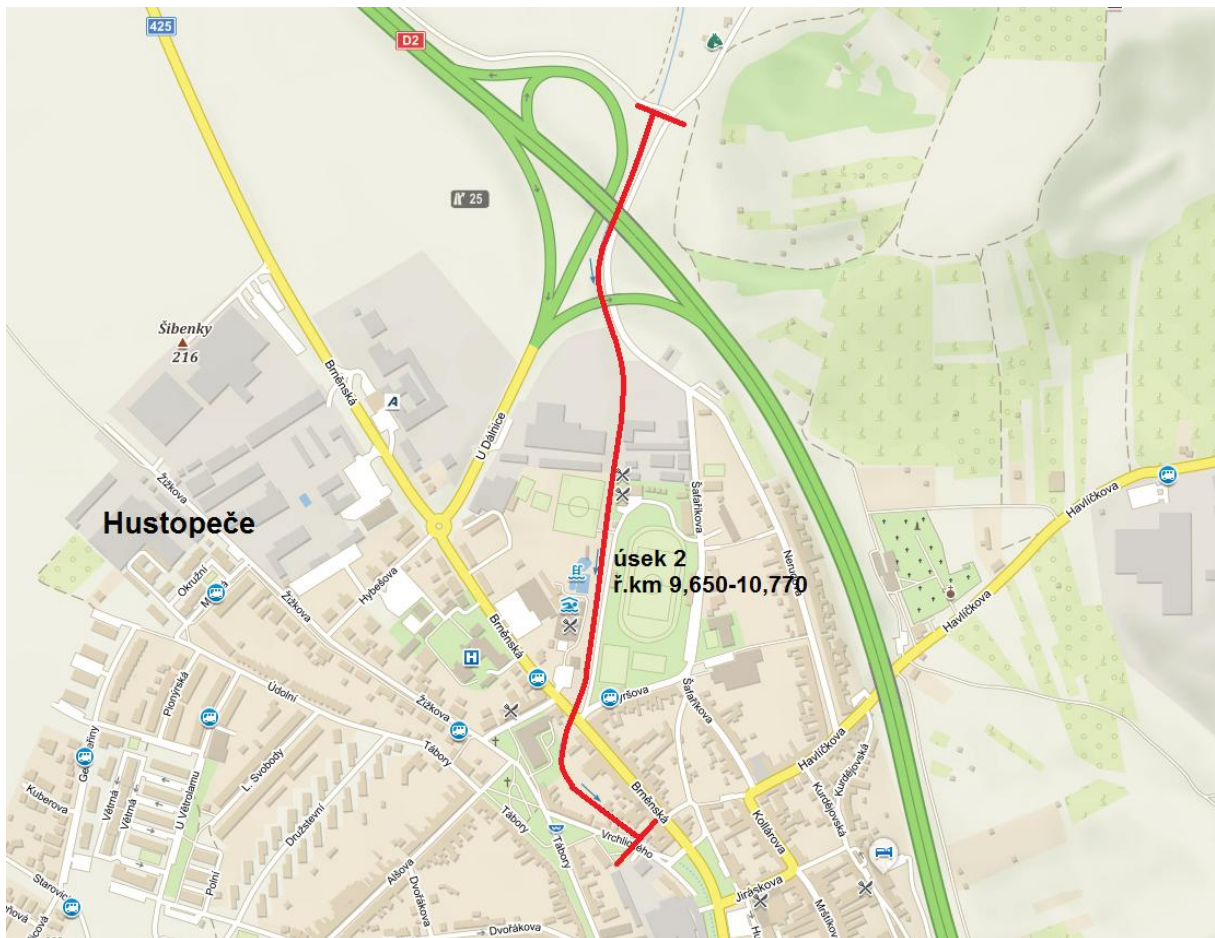 425
D2
25
Šibenky
216
Brněnská
A
U Dálnice
Žižkova
Hustopeče
Šafaříkova
Havlíčkova
úsek 2
ř.km 9,650-10,770
Okružní
Hybešova
Žižkova
Brněnská
H
Havlíčkova
Pionýrská
Údolní
Žižkova
Šafaříkova
Tábory
Havlíčkova
Kurdějovská
Kurdějovská
L. Svobody
Kuberova
Větrná
Větrná
U Větrolamu
Družstevní
Tábory
Tábory
Brněnská
Vrchlického
Kollárova
Alšova
Polní
Dvořákova
Jiráskova
Mrštíkova
Dvořákova